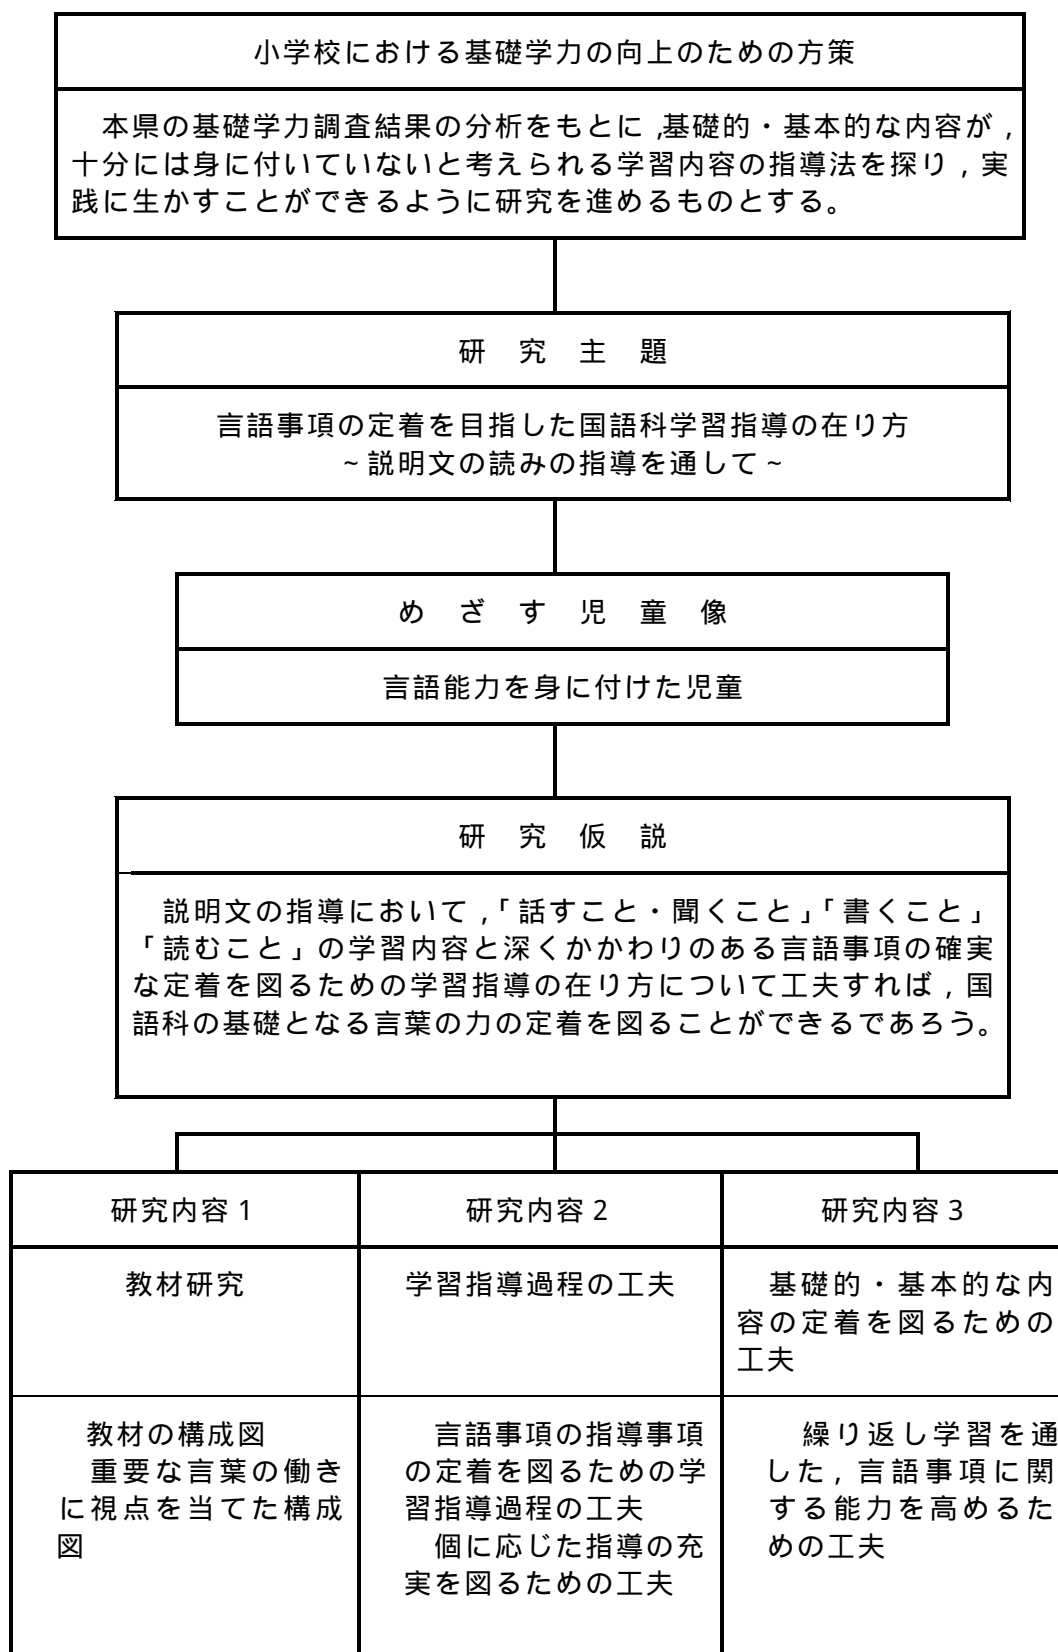 小学校における基礎学力の向上のための方策
本県の基礎学力調査結果の分析をもとに,基礎的・基本的な内容が,
十分には身に付いていないと考えられる学習内容の指導法を探り,実
践に生かすことができるように研究を進めるものとする。
研 究 主 題
言語事項の定着を目指した国語科学習指導の在り方
~説明文の読みの指導を通して~
め ざ す 児 童 像
言語能力を身に付けた児童
研 究 仮 説
説明文の指導において,「話すこと・聞くこと」「書くこと」
「読むこと」の学習内容と深くかかわりのある言語事項の確実
な定着を図るための学習指導の在り方について工夫すれば,国
語科の基礎となる言葉の力の定着を図ることができるであろう。
研究内容1
教材研究
教材の構成図
重要な言葉の働き
に視点を当てた構成
図
研究内容2
学習指導過程の工夫
言語事項の指導事項
の定着を図るための学
習指導過程の工夫
個に応じた指導の充
実を図るための工夫
研究内容3
基礎的・基本的な内
容の定着を図るための
工夫
繰り返し学習を通
した,言語事項に関
する能力を高めるた
めの工夫